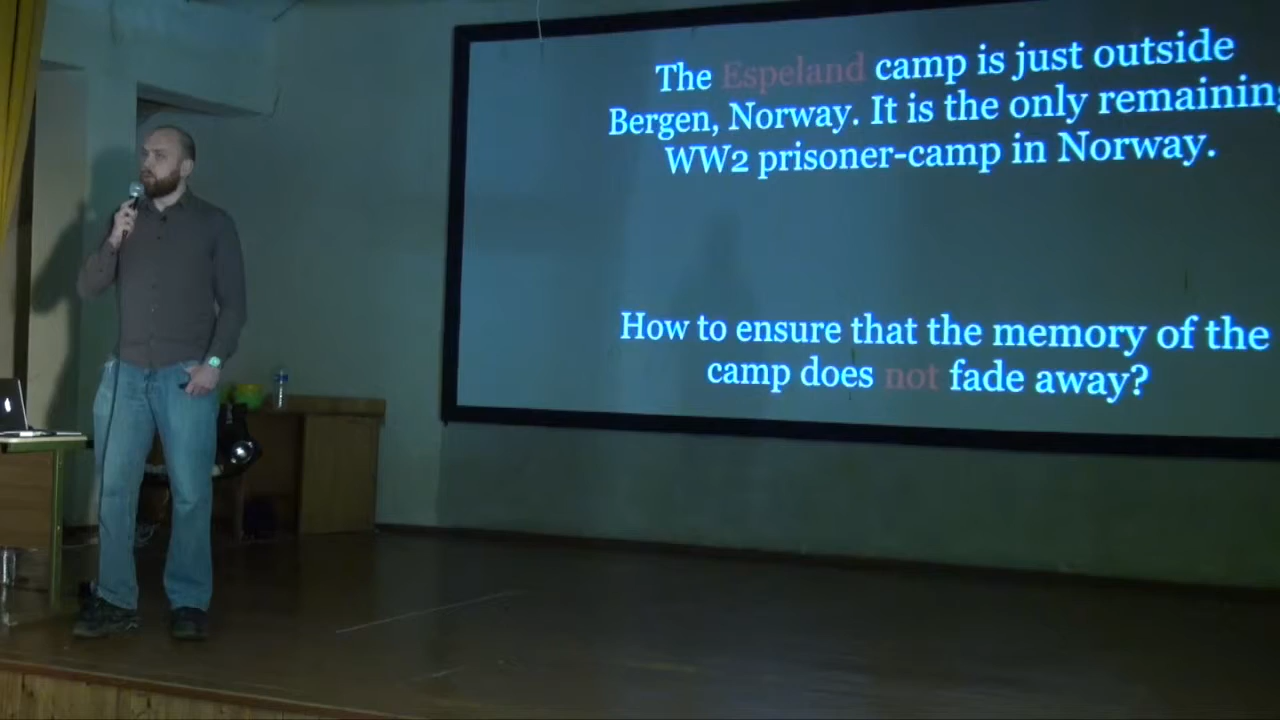 The Espeland camp is just outside
Bergen, Norway. It is the only remaining
WW2 prisoner-camp in Norway.
How to ensure that the memory of the
camp does not fade away?